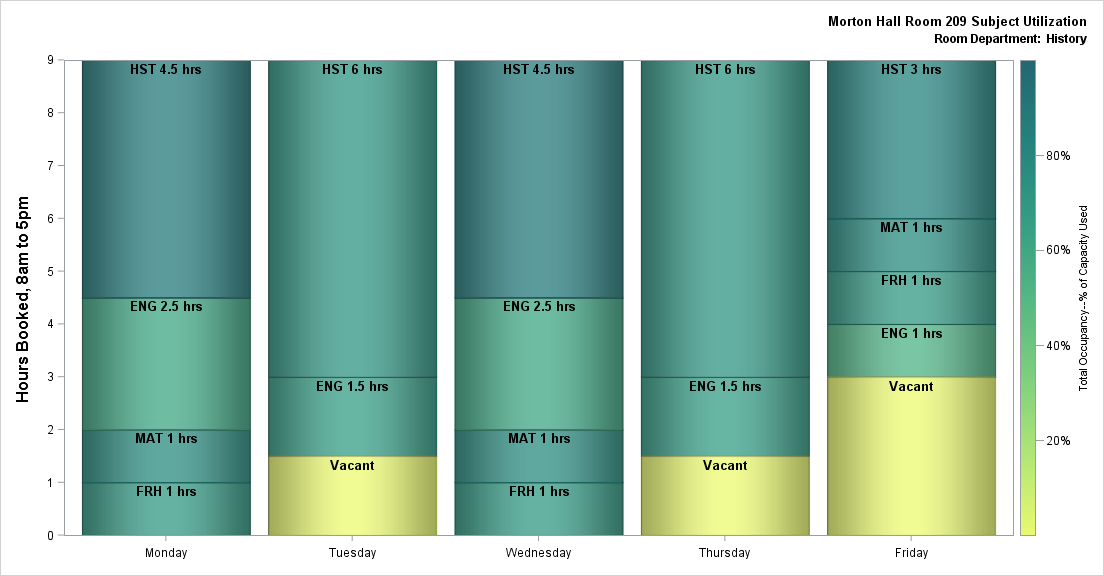 Morton Hall Room 209 Subject Utilization
Room Department: History
Hours Booked, 8am to 5pm
9
8
7
6
5
4
3
2
1
0
HST 4.5 hrs
ENG 2.5 hrs
MAT 1 hrs
FRH 1 hrs
HST 6 hrs
ENG 1.5 hrs
Vacant
HST 4.5 hrs
ENG 2.5 hrs
MAT 1 hrs
FRH 1 hrs
HST 6 hrs
ENG 1.5 hrs
Vacant
HST 3 hrs
MAT 1 hrs
FRH 1 hrs
ENG 1 hrs
Vacant
Monday
Tuesday
Wednesday
Thursday
Friday
80%
60%
40%
20%
Total Occupancy--% of Capacity Used